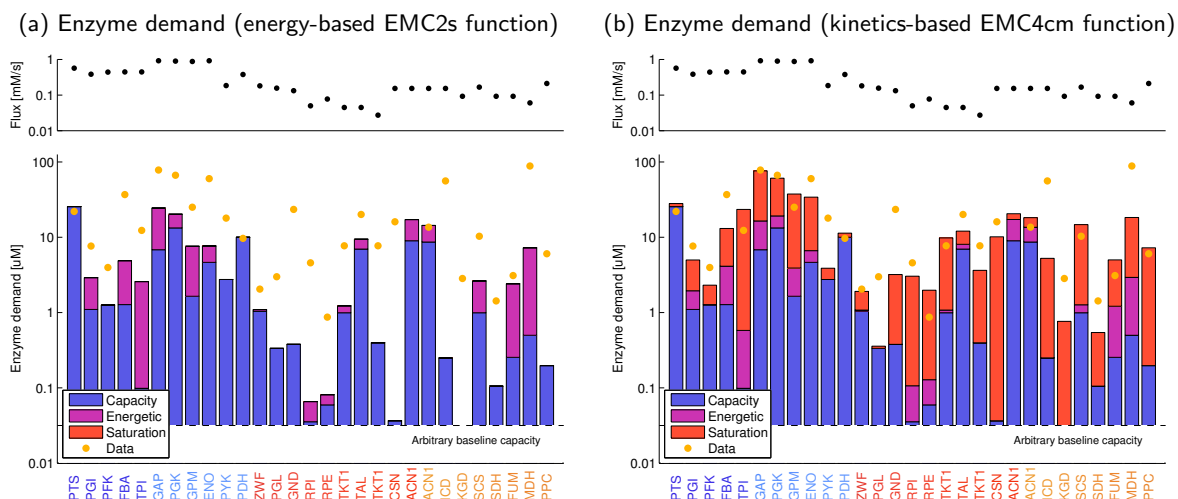 (a) Enzyme demand (energy-based EMC2s function)
Flux [mM/s]
1
0.1
0.01
Enzyme demand [µM]
100
10
1
0.1
0.01
Capacity
Energetic
Saturation
Data
Arbitrary baseline capacity
PTS
PGI
PFK
FBA
TPI
GAP
PGK
GPM
ENO
PYK
PDH
ZWF
PGL
GND
RPI
RPE
TKT1
TAL
TKT1
CSN
ACN1
ACN1
ICD
KGD
SCS
SDH
FUM
MDH
PPC
(b) Enzyme demand (kinetics-based EMC4cm function)
Flux [mM/s]
1
0.1
0.01
Enzyme demand [µM]
100
10
1
0.1
0.01
Capacity
Energetic
Saturation
Data
Arbitrary baseline capacity
PTS
PGI
PFK
FBA
TPI
GAP
PGK
GPM
ENO
PYK
PDH
ZWF
PGL
GND
RPI
RPE
TKT1
TAL
TKT1
CSN
ACN1
ACN1
ICD
KGD
SCS
SDH
FUM
MDH
PPC